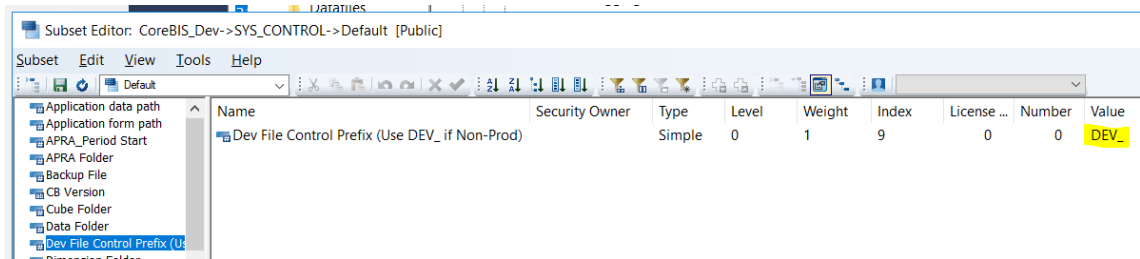 Datafiles
Subset Editor: CoreBIS_Dev->SYS_CONTROL->Default [Public]
Subset Edit View Tools Help
Default
Application data path
Application form path
APRA_Period Start
APRA Folder
Backup File
CB Version
Cube Folder
Data Folder
Dev File Control Prefix (Us
Dimension Folder
Name Security Owner Type Level Weight Index License ... Number Value
Dev File Control Prefix (Use DEV_ if Non-Prod) Simple 0 1 9 0 0 DEV_